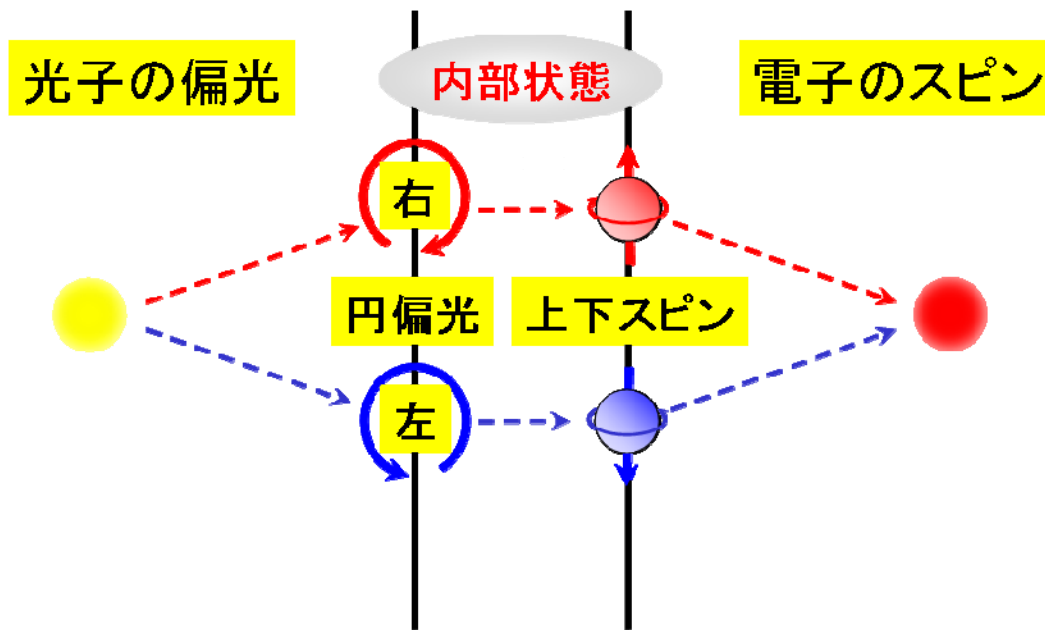 光子の偏光
内部状態
電子のスピン
右
円偏光
上下スピン
左